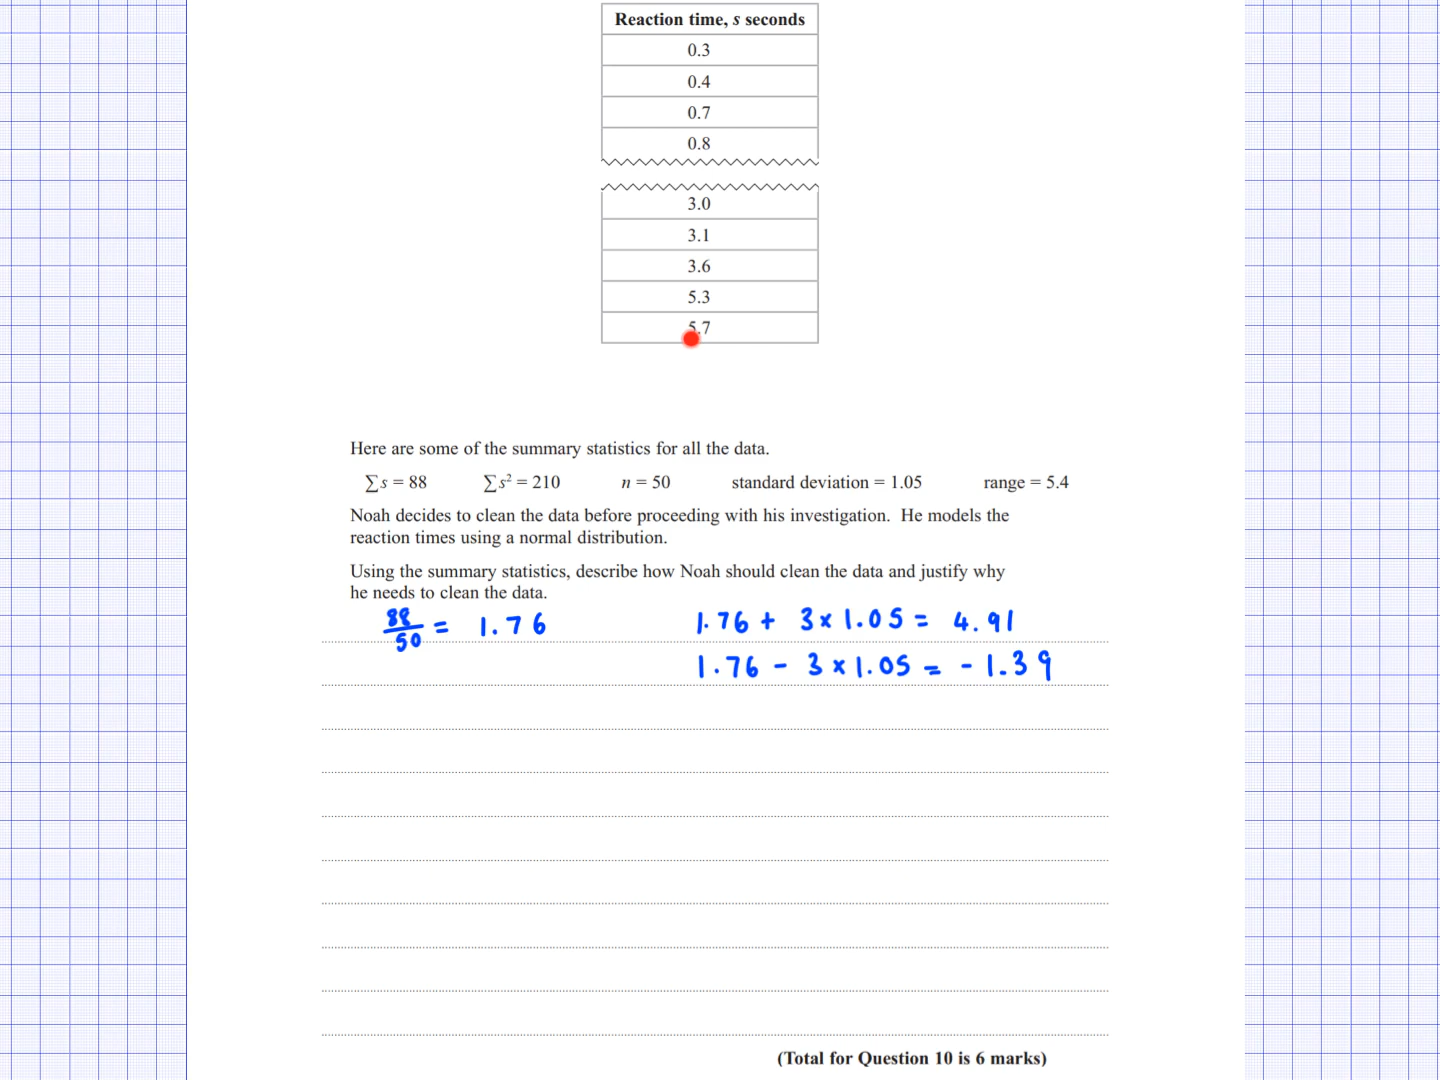 Reaction time, s seconds
0.3
0.4
0.7
0.8
3.0
3.1
3.6
5.3
5.7
Here are some of the summary statistics for all the data.
∑s = 88 ∑s² = 210 n = 50 standard deviation = 1.05 range = 5.4
Noah decides to clean the data before proceeding with his investigation. He models the
reaction times using a normal distribution.
Using the summary statistics, describe how Noah should clean the data and justify why
he needs to clean the data.
88/50 = 1.76 1.76 + 3 × 1.05 = 4.91
1.76 - 3 × 1.05 = -1.39
(Total for Question 10 is 6 marks)